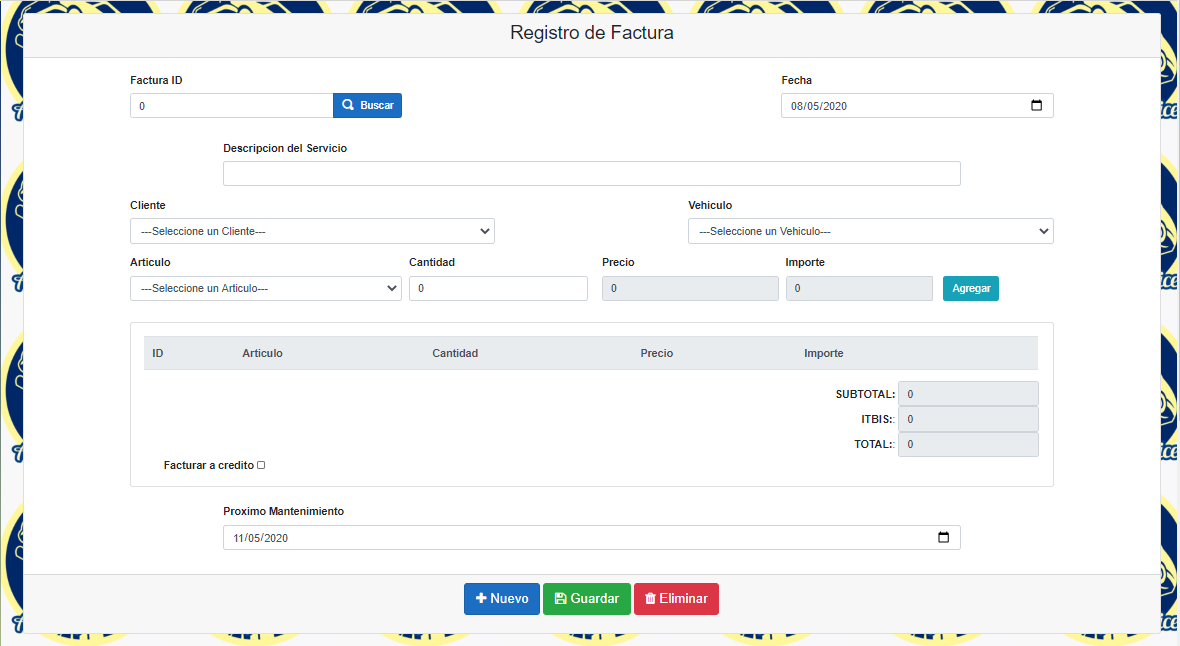 Registro de Factura
Factura ID
Fecha
0
Buscar
08/05/2020
Descripcion del Servicio
Cliente
Vehiculo
---Seleccione un Cliente---
---Seleccione un Vehiculo---
Articulo
Cantidad
Precio
Importe
---Seleccione un Articulo---
0
0
0
Agregar
ID
Articulo
Cantidad
Precio
Importe
SUBTOTAL:
0
ITBIS::
0
TOTAL::
0
Facturar a credito
Proximo Mantenimiento
11/05/2020
Nuevo
Guardar
Eliminar